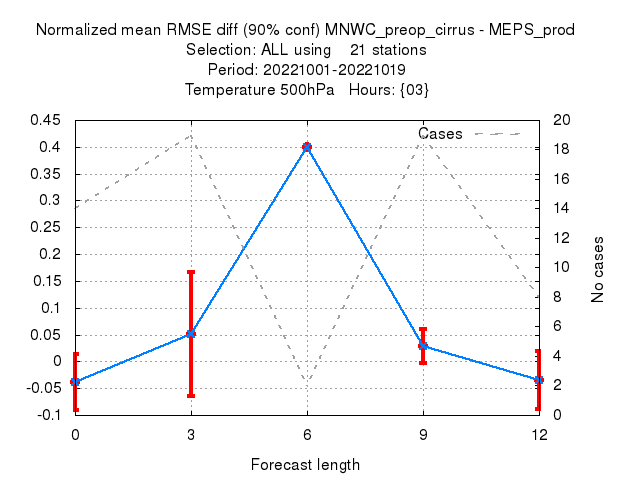 Normalized mean RMSE diff (90% conf) MNWC_preop_cirrus - MEPS_prod
Selection: ALL using    21 stations
Period: 20221001-20221019
Temperature 500hPa   Hours: {03}
Cases
0.45
0.4
0.35
0.3
0.25
0.2
0.15
0.1
0.05
0
-0.05
-0.1
20
18
16
14
12
10
8
6
4
2
0
No cases
0 3 6 9 12
Forecast length